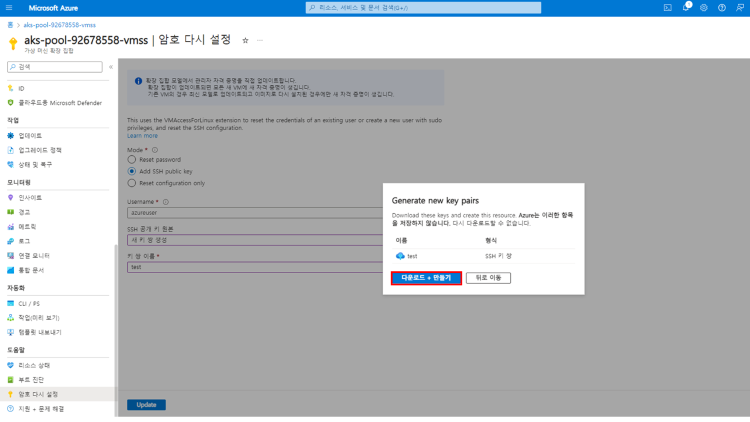 Microsoft Azure
리소스, 서비스 및 문서 검색(G+/)
홈 > aks-pool-92678558-vmss
aks-pool-92678558-vmss | 암호 다시 설정 ☆ ...
가상 머신 확장 집합
검색
ID
클라우드용 Microsoft Defender
작업
업데이트
업그레이드 정책
상태 및 복구
모니터링
인사이트
경고
메트릭
로그
연결 모니터
통합 문서
자동화
CLI / PS
작업(미리 보기)
템플릿 내보내기
도움말
리소스 상태
부트 진단
암호 다시 설정
지원 + 문제 해결
확장 집합 모델에서 관리자 자격 증명을 직접 업데이트합니다.
확장 집합이 업데이트되면 모든 새 VM에 새 자격 증명이 생깁니다.
기존 VM의 경우 최신 모델로 업데이트되고 이미지로 다시 설치된 경우에만 새 자격 증명이 생깁니다.
This uses the VMAccessForLinux extension to reset the credentials of an existing user or create a new user with sudo
privileges, and reset the SSH configuration.
Learn more
Mode *
Reset password
Add SSH public key
Reset configuration only
Username *
azureuser
SSH 공개 키 원본
새 키 쌍 생성
키 쌍 이름 *
test
Update
Generate new key pairs
Download these keys and create this resource. Azure는 이러한 항목
을 저장하지 않습니다. 다시 다운로드할 수 없습니다.
이름 형식
test SSH 키 쌍
다운로드 + 만들기 뒤로 이동